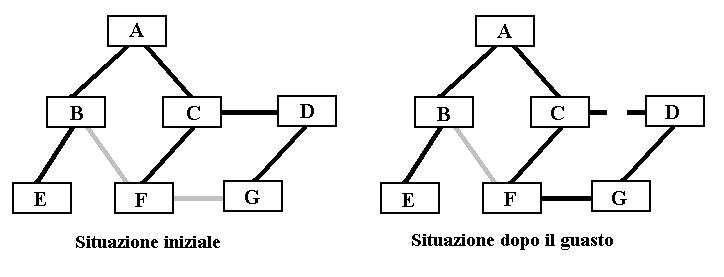 A A
B C D B C D
E F G E F G
Situazione iniziale Situazione dopo il guasto